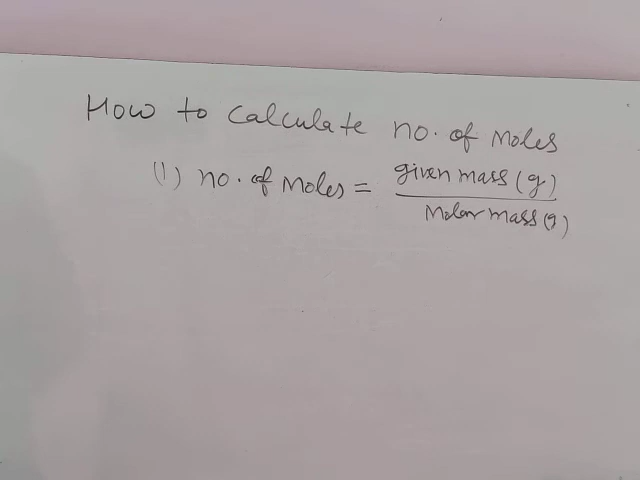 How to calculate no. of moles
(1) no. of moles = given mass (g) / Molar mass (g)